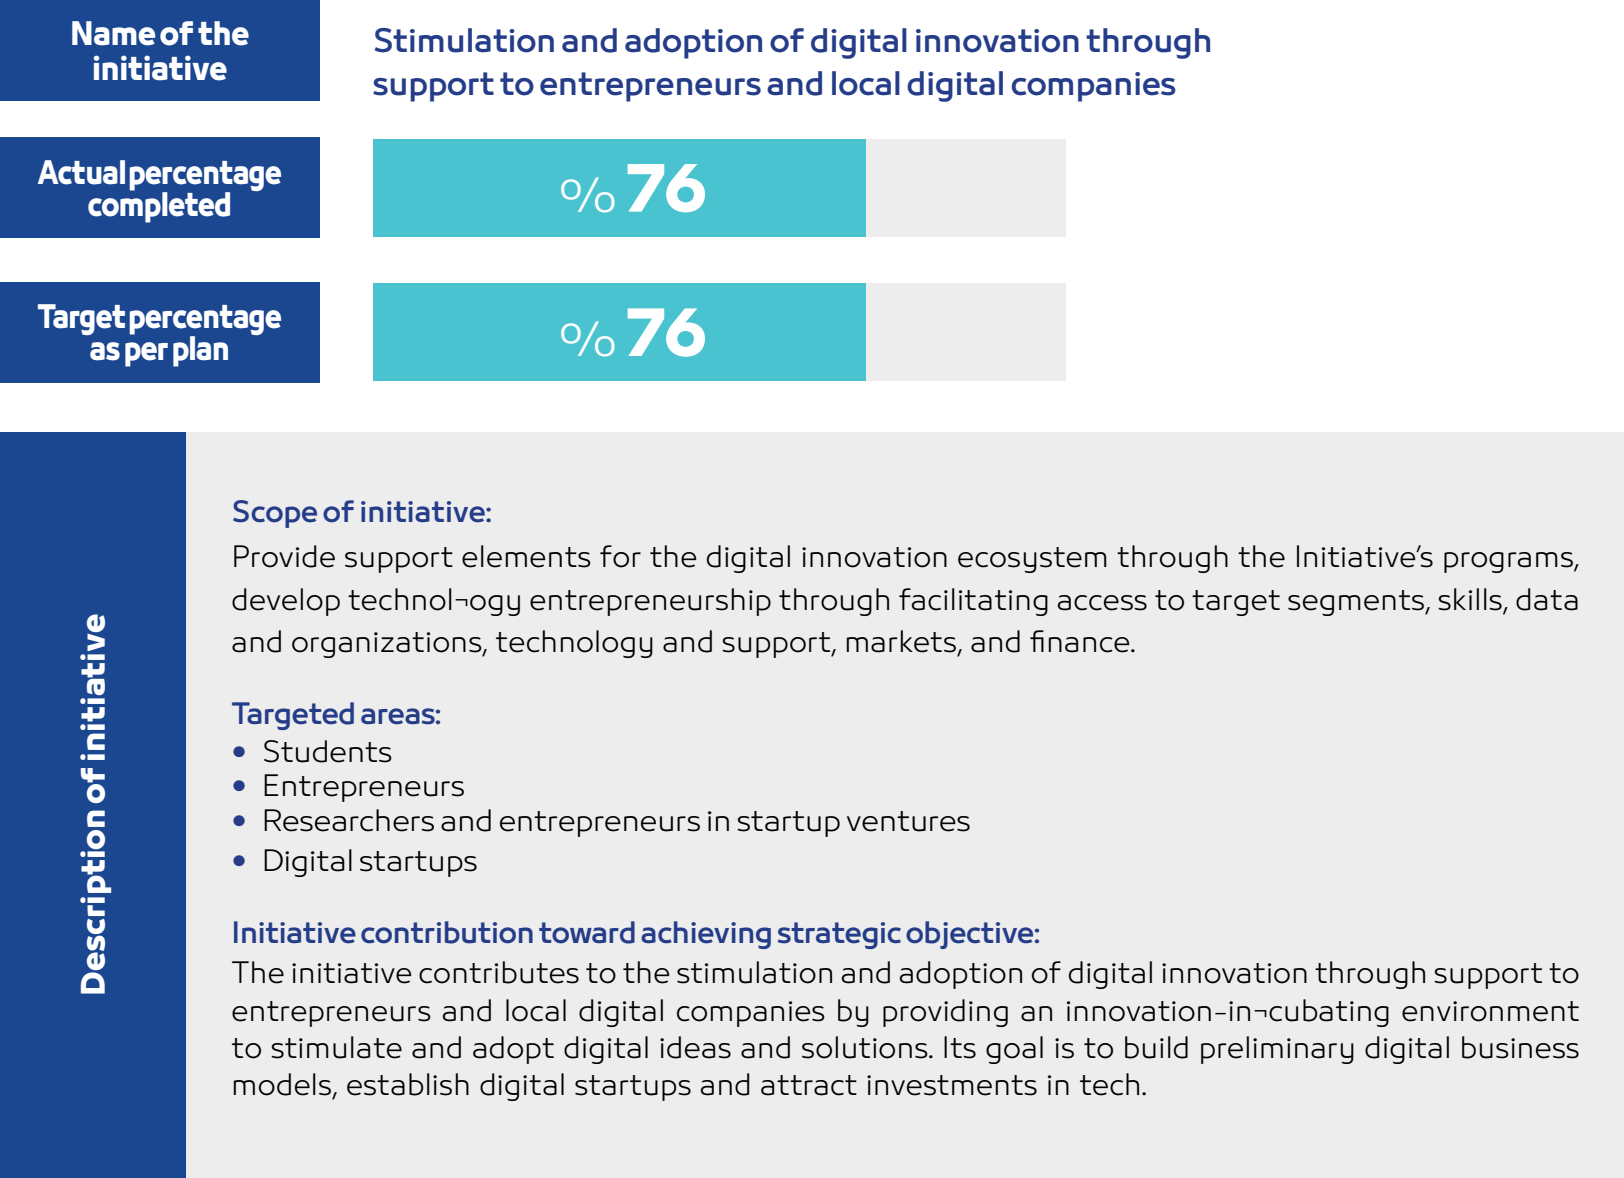 Name of the
initiative
Stimulation and adoption of digital innovation through
support to entrepreneurs and local digital companies
Actual percentage
completed
% 76
Target percentage
as per plan
% 76
Description of initiative
Scope of initiative:
Provide support elements for the digital innovation ecosystem through the Initiative’s programs,
develop technol¬ogy entrepreneurship through facilitating access to target segments, skills, data
and organizations, technology and support, markets, and finance.
Targeted areas:
• Students
• Entrepreneurs
• Researchers and entrepreneurs in startup ventures
• Digital startups
Initiative contribution toward achieving strategic objective:
The initiative contributes to the stimulation and adoption of digital innovation through support to
entrepreneurs and local digital companies by providing an innovation-in¬cubating environment
to stimulate and adopt digital ideas and solutions. Its goal is to build preliminary digital business
models, establish digital startups and attract investments in tech.